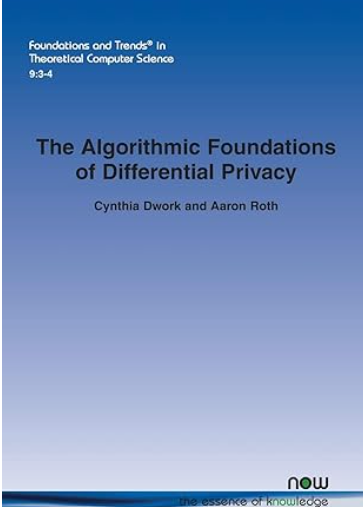 Foundations and Trends® in
Theoretical Computer Science
9:3-4
The Algorithmic Foundations
of Differential Privacy
Cynthia Dwork and Aaron Roth
now
the essence of knowledge